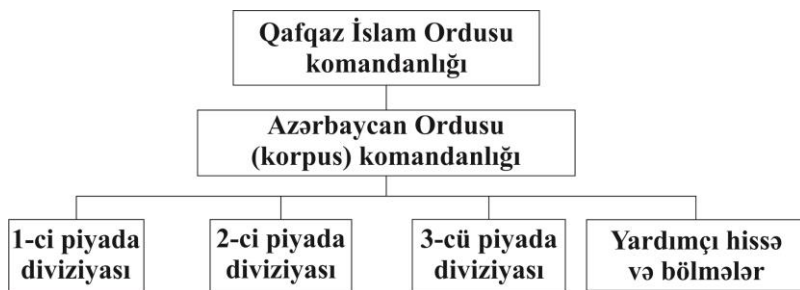 Qafqaz İslam Ordusu
komandanlığı
Azərbaycan Ordusu
(korpus) komandanlığı
1-ci piyada
diviziyası
2-ci piyada
diviziyası
3-cü piyada
diviziyası
Yardımçı hissə
və bölmələr